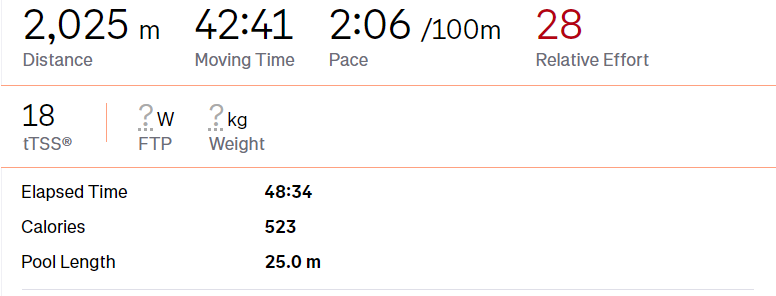 2,025 m 42:41 2:06 /100m 28
Distance Moving Time Pace Relative Effort
18 ? W ? kg
tTSS® FTP Weight
Elapsed Time 48:34
Calories 523
Pool Length 25.0 m